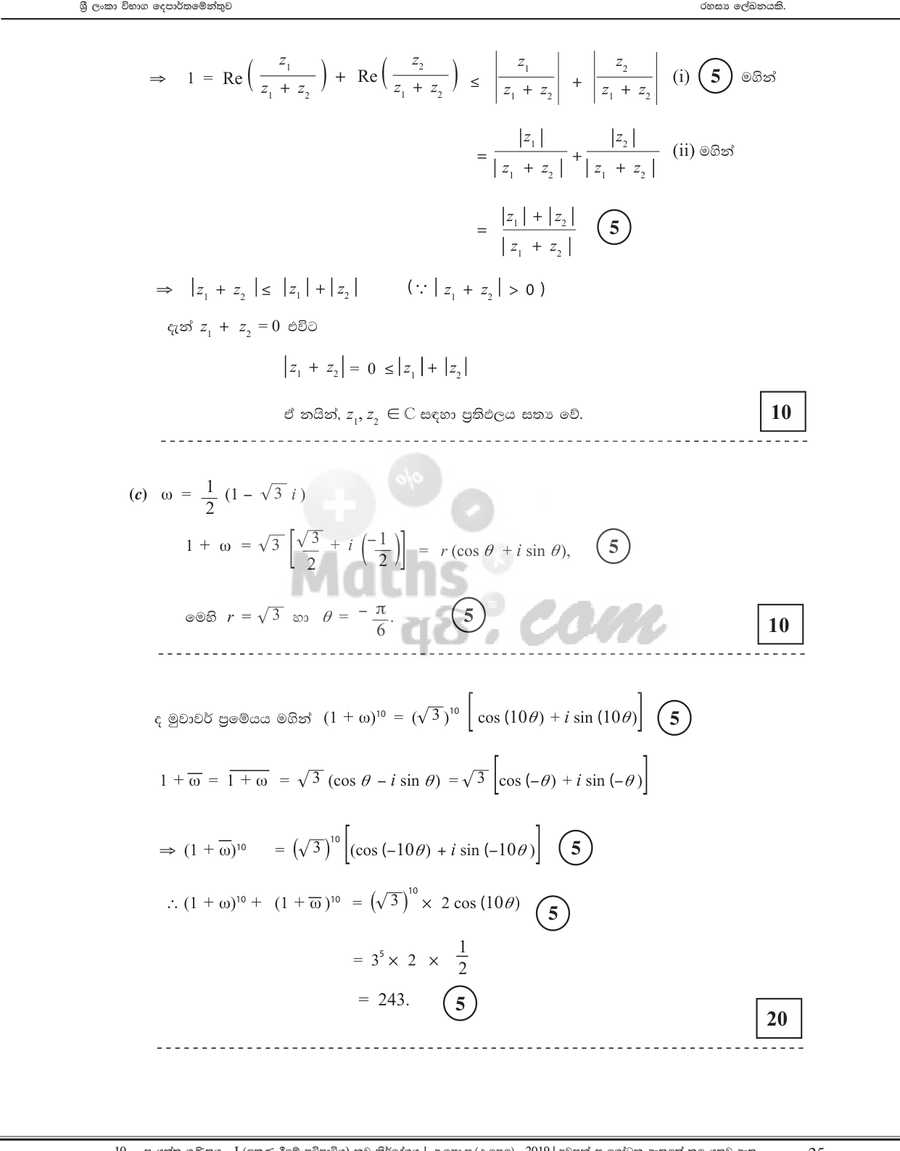 ශ්‍රී ලංකා විභාග දෙපාර්තමේන්තුව රහස්‍ය ලේඛනයකි.
⇒ 1 = Re ( z₁ / (z₁ + z₂) ) + Re ( z₂ / (z₁ + z₂) ) ≤ | z₁ / (z₁ + z₂) | + | z₂ / (z₁ + z₂) | (i) 5 මගින්
= |z₁| / |z₁ + z₂| + |z₂| / |z₁ + z₂| (ii) මගින්
= (|z₁| + |z₂|) / |z₁ + z₂| 5
⇒ |z₁ + z₂| ≤ |z₁| + |z₂| (∵ |z₁ + z₂| > 0 )
දැන් z₁ + z₂ = 0 එවිට
|z₁ + z₂| = 0 ≤ |z₁| + |z₂|
ඒ නයින්, z₁, z₂ ∈ ℂ සඳහා ප්‍රතිඵලය සත්‍ය වේ. 10
(c) ω = 1/2 (1 – √3 i )
1 + ω = √3 [ √3/2 + i ( –1/2 ) ] = r (cos θ + i sin θ), 5
Maths
මෙහි r = √3 හා θ = – π/6. 5 10
අපි . com
ද මුවාවර් ප්‍රමේයය මගින් (1 + ω)¹⁰ = (√3)¹⁰ [ cos (10θ) + i sin (10θ) ] 5
1 + ω̅ = \overline{1 + ω} = √3 (cos θ – i sin θ) = √3 [ cos (–θ) + i sin (–θ) ]
⇒ (1 + ω̅)¹⁰ = (√3)¹⁰ [ (cos (–10θ) + i sin (–10θ) ] 5
∴ (1 + ω)¹⁰ + (1 + ω̅)¹⁰ = (√3)¹⁰ × 2 cos (10θ) 5
= 3⁵ × 2 × 1/2
= 243. 5
20